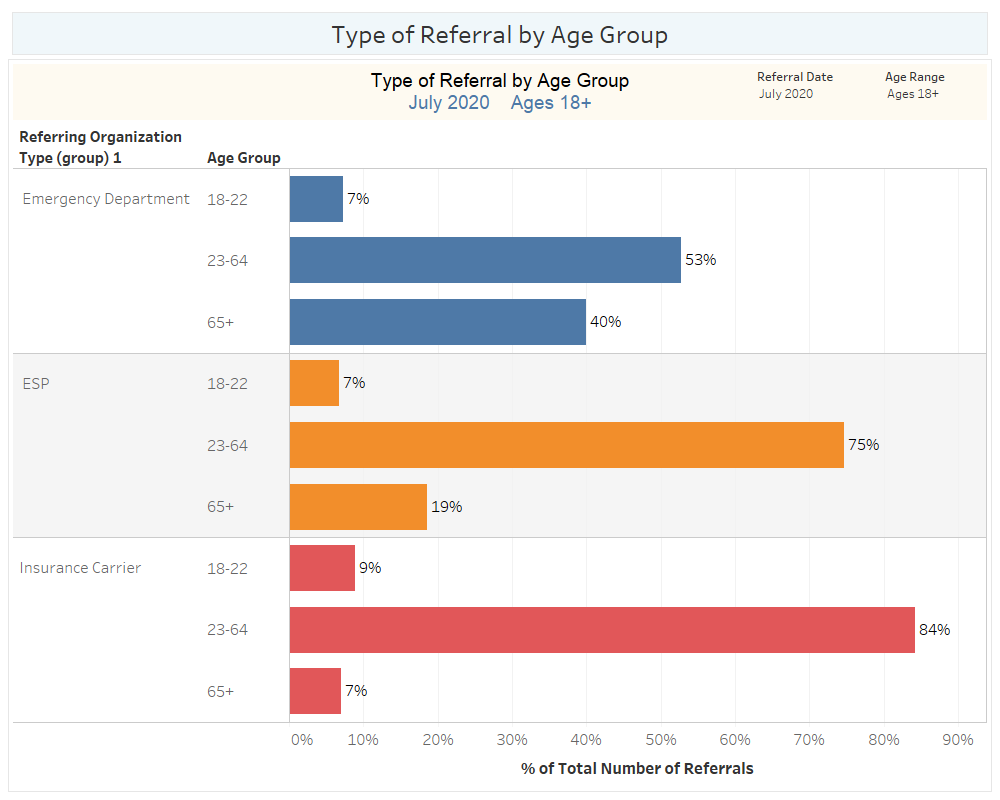 Type of Referral by Age Group
Type of Referral by Age Group
July 2020 Ages 18+
Referral Date Age Range
July 2020 Ages 18+
Referring Organization
Type (group) 1 Age Group
Emergency Department 18-22 7%
23-64 53%
65+ 40%
ESP 18-22 7%
23-64 75%
65+ 19%
Insurance Carrier 18-22 9%
23-64 84%
65+ 7%
0% 10% 20% 30% 40% 50% 60% 70% 80% 90%
% of Total Number of Referrals